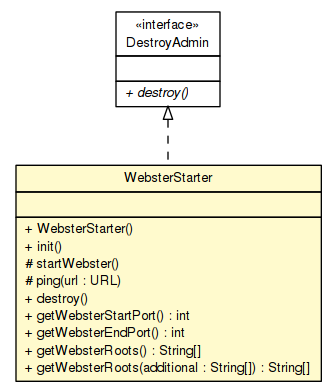 «interface»
DestroyAdmin
+ destroy()
WebsterStarter
+ WebsterStarter()
+ init()
# startWebster()
# ping(url : URL)
+ destroy()
+ getWebsterStartPort() : int
+ getWebsterEndPort() : int
+ getWebsterRoots() : String[]
+ getWebsterRoots(additional : String[]) : String[]